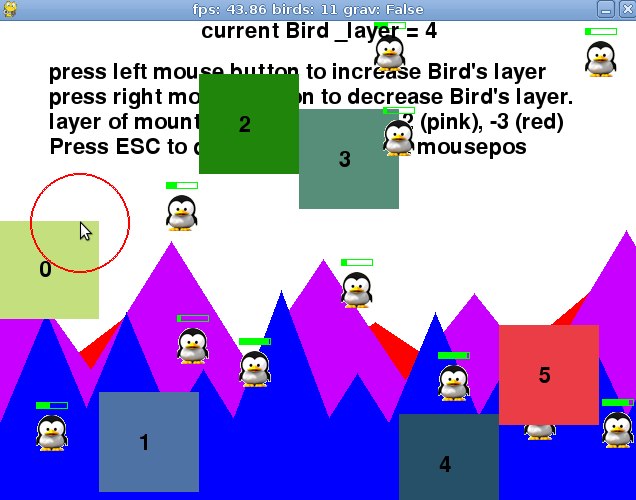 fps: 43.86 birds: 11 grav: False
current Bird _layer = 4
press left mouse button to increase Bird's layer
press right mo on to decrease Bird's layer.
layer of mount 2 (pink), -3 (red)
Press ESC to mousepos
2
3
0
5
1
4